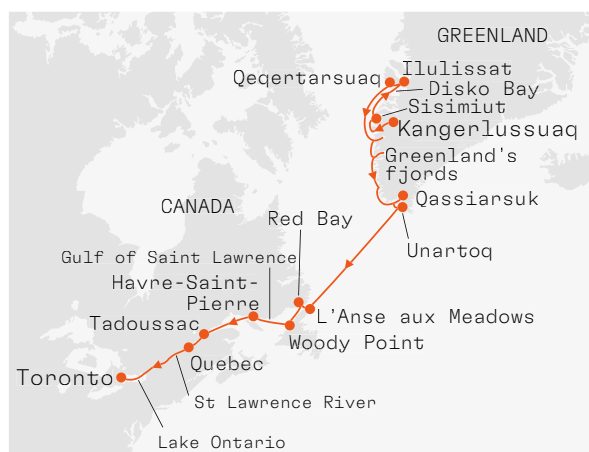 GREENLAND
Ilulissat
Qeqertarsuaq
Disko Bay
Sisimiut
Kangerlussuaq
Greenland's
fjords
Qassiarsuk
CANADA
Red Bay
Unartoq
Gulf of Saint Lawrence
Havre-Saint-
Pierre
L'Anse aux Meadows
Tadoussac
Woody Point
Quebec
Toronto
St Lawrence River
Lake Ontario